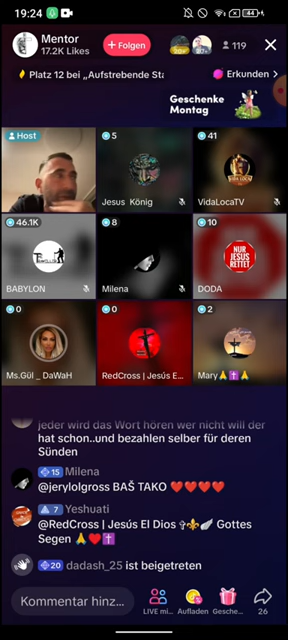 19:24
44
Mentor
17.2K Likes
+ Folgen
119
Platz 12 bei „Aufstrebende Sta
Erkunden >
Geschenke
Montag
Host
5
Jesus König
41
VidaLocaTV
46.1K
BABYLON
8
Milena
10
NUR
JESUS
RETTET
DODA
0
Ms.Gül _ DaWaH
0
RedCross | Jesús E...
2
Mary🙏✝️🙏
jeder wird das Wort hören wer nicht will der
hat schon..und bezahlen selber für deren
Sünden
15 Milena
@jerylolgross BAŠ TAKO ❤️❤️❤️❤️
7 Yeshuati
@RedCross | Jesús El Dios ✞⚜️🪽 Gottes
Segen 🙏❤️✝️
20 dadash_25 ist beigetreten
Kommentar hinz...
LIVE mi...
Aufladen
Gesche...
26